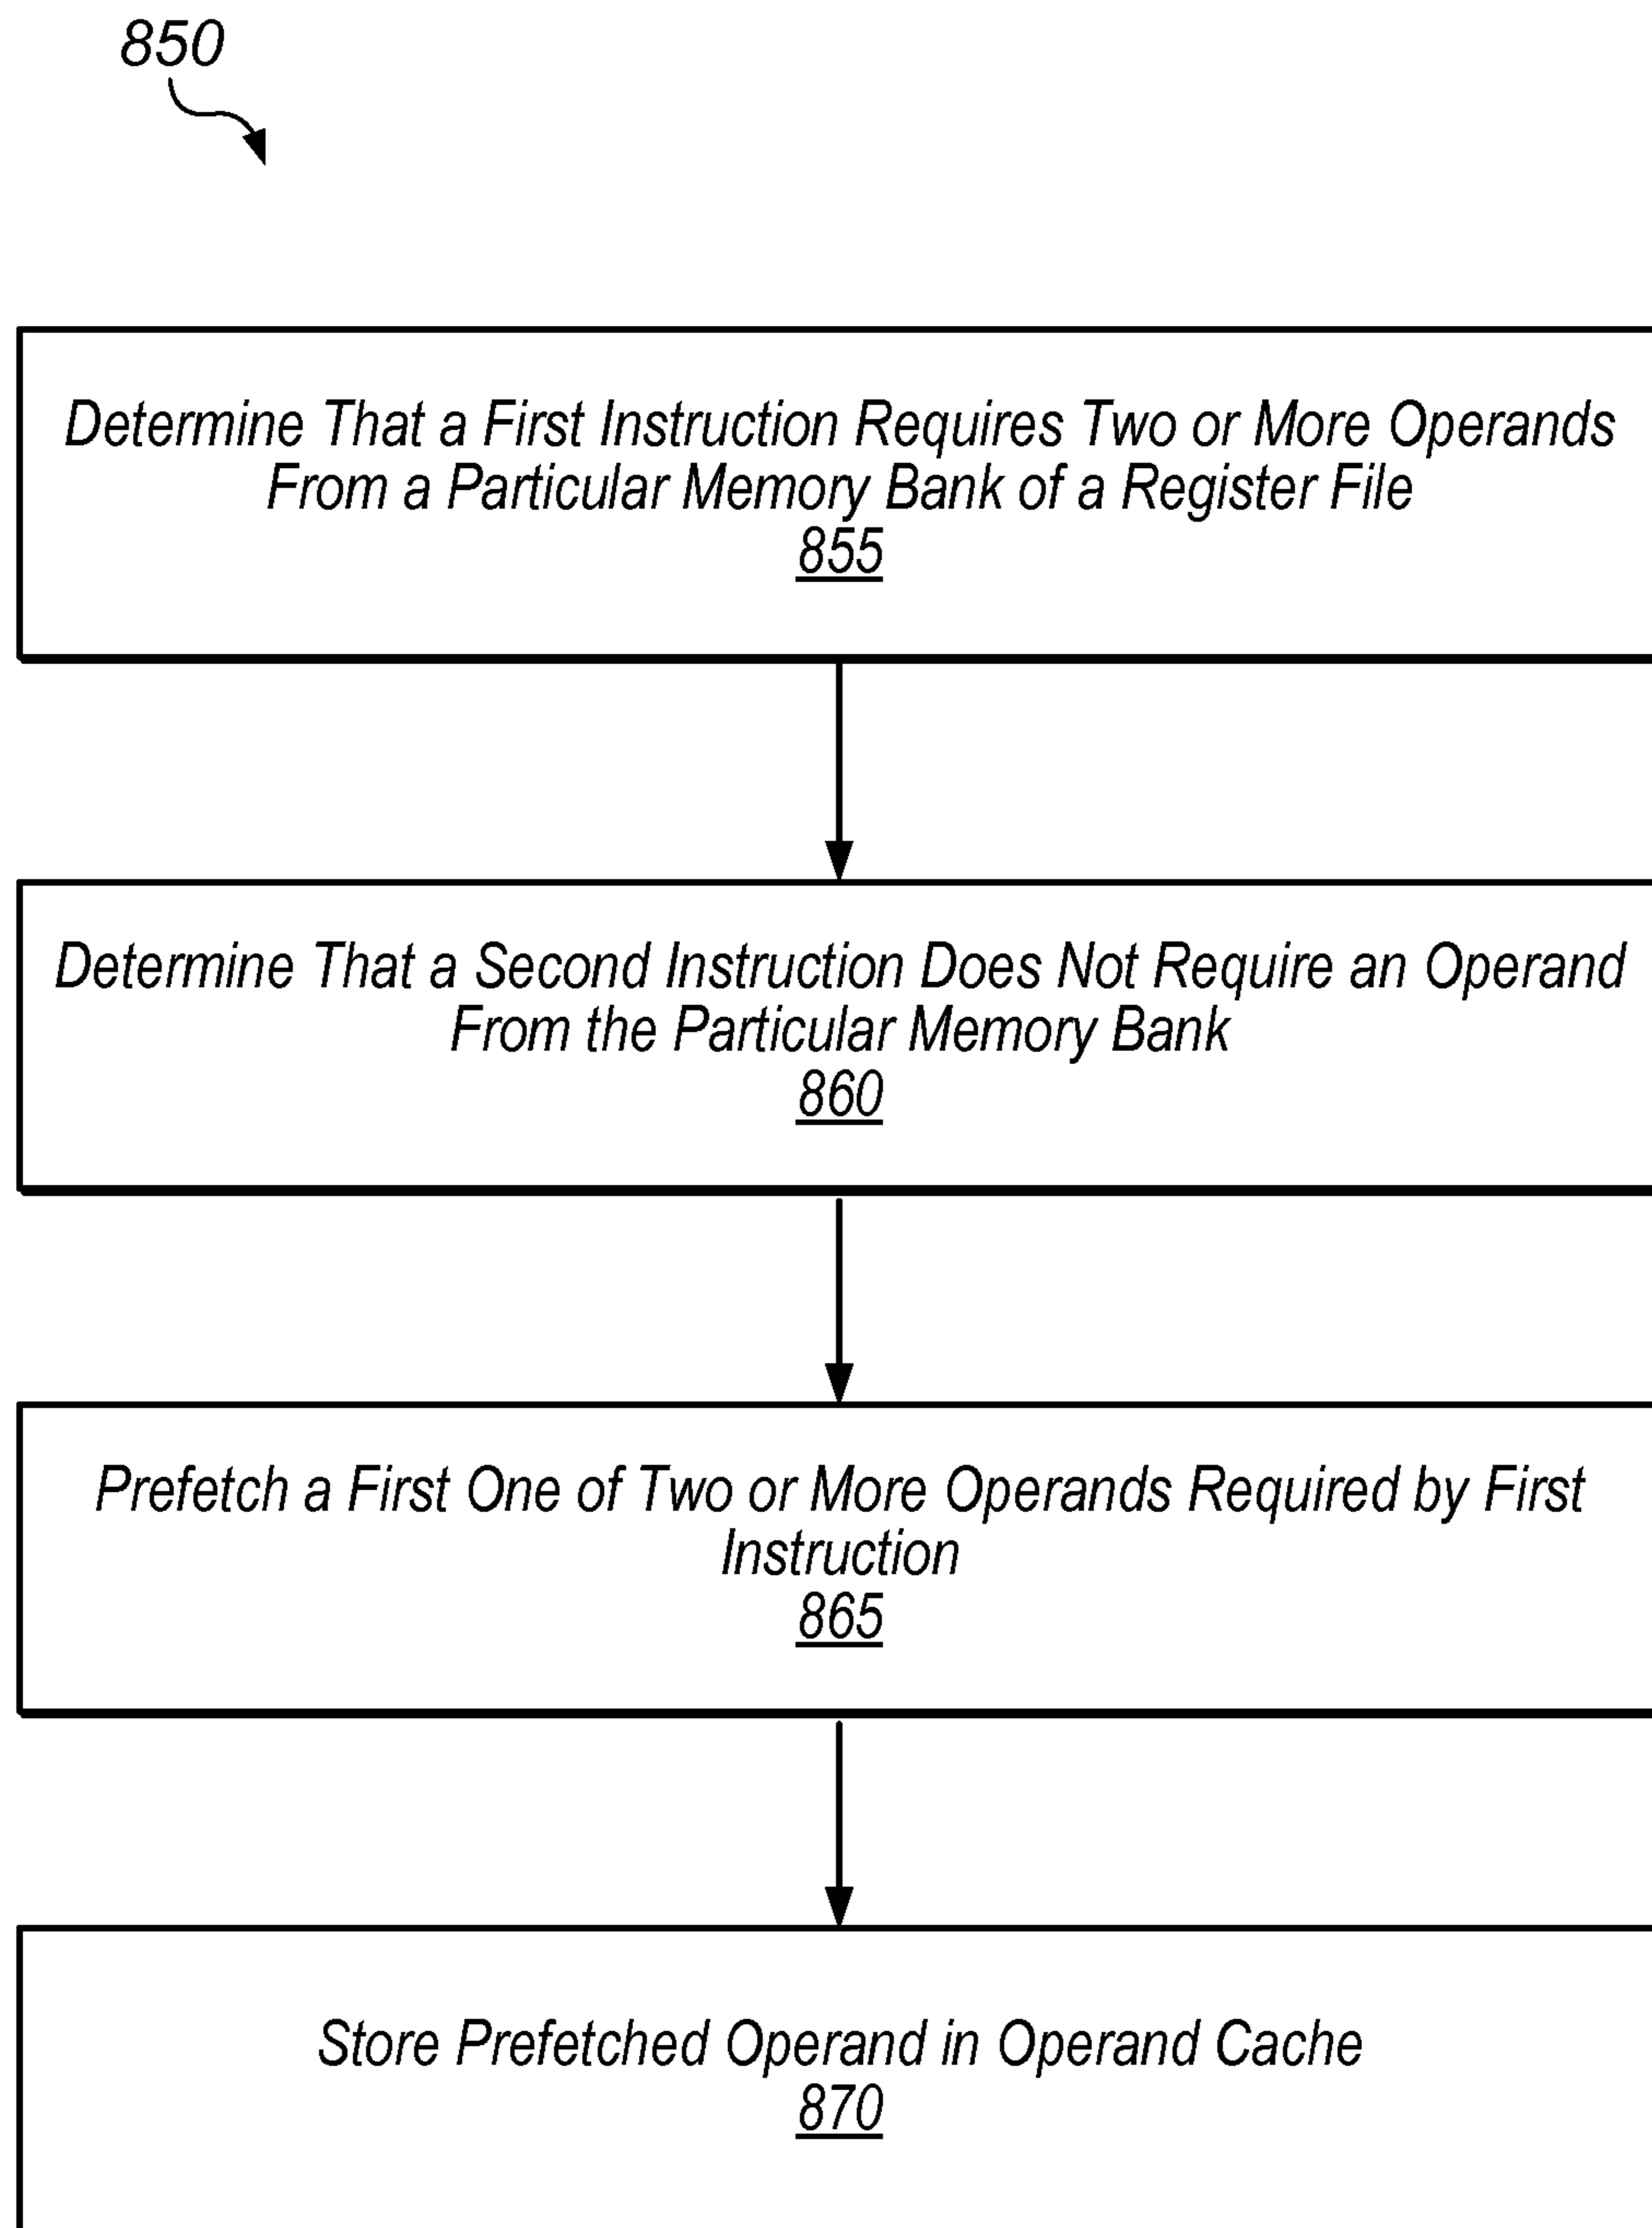 850
Determine That a First Instruction Requires Two or More Operands
From a Particular Memory Bank of a Register File
855
Determine That a Second Instruction Does Not Require an Operand
From the Particular Memory Bank
860
Prefetch a First One of Two or More Operands Required by First
Instruction
865
Store Prefetched Operand in Operand Cache
870